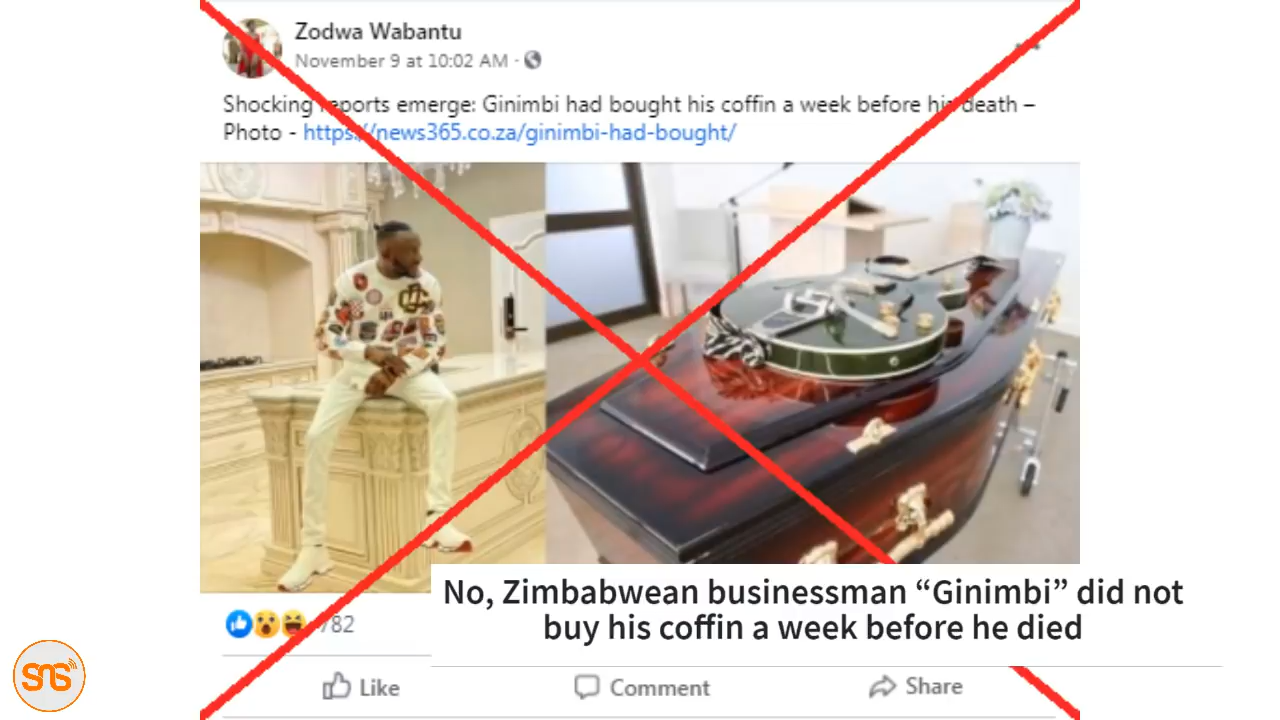 Zodwa Wabantu
November 9 at 10:02 AM ·
Shocking reports emerge: Ginimbi had bought his coffin a week before his death –
Photo - https://news365.co.za/ginimbi-had-bought/
782
No, Zimbabwean businessman “Ginimbi” did not
buy his coffin a week before he died
Like Comment Share
SNG